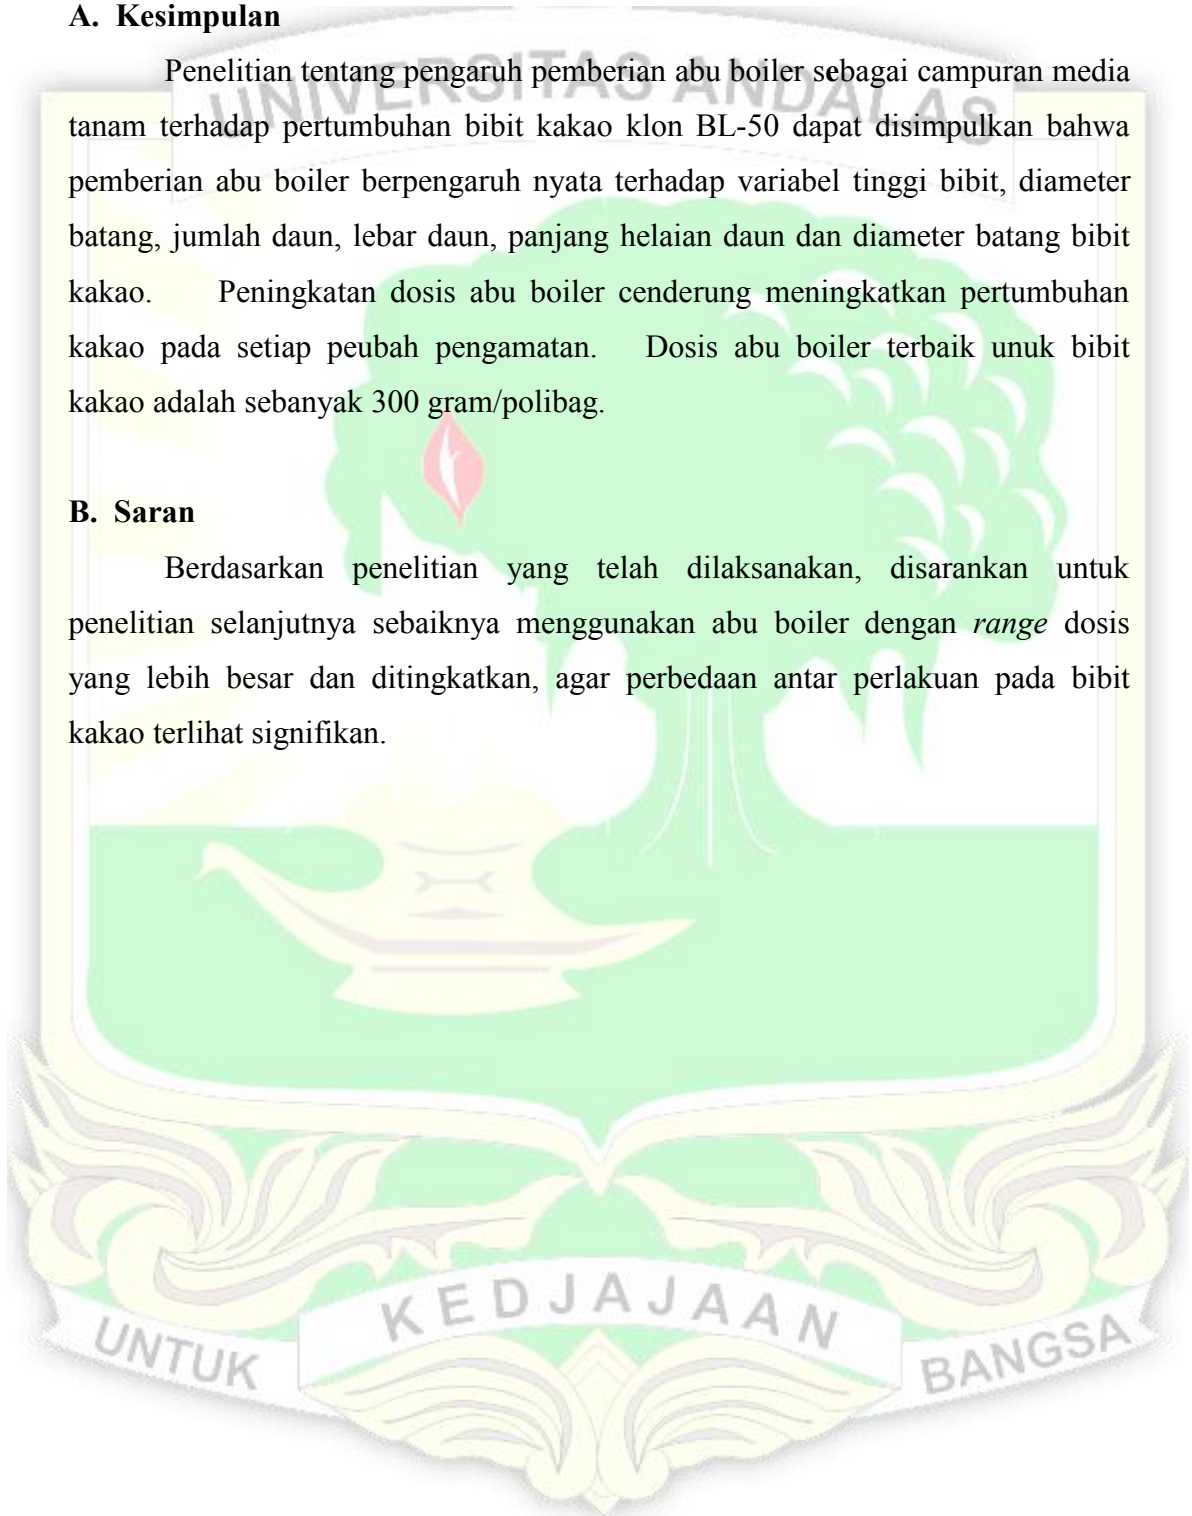 A. Kesimpulan
Penelitian tentang pengaruh pemberian abu boiler sebagai campuran media
tanam terhadap pertumbuhan bibit kakao klon BL-50 dapat disimpulkan bahwa
pemberian abu boiler berpengaruh nyata terhadap variabel tinggi bibit, diameter
batang, jumlah daun, lebar daun, panjang helaian daun dan diameter batang bibit
kakao. Peningkatan dosis abu boiler cenderung meningkatkan pertumbuhan
kakao pada setiap peubah pengamatan. Dosis abu boiler terbaik unuk bibit
kakao adalah sebanyak 300 gram/polibag.
B. Saran
Berdasarkan penelitian yang telah dilaksanakan, disarankan untuk
penelitian selanjutnya sebaiknya menggunakan abu boiler dengan range dosis
yang lebih besar dan ditingkatkan, agar perbedaan antar perlakuan pada bibit
kakao terlihat signifikan.
UNIVERSITAS ANDALAS
UNTUK KEDJAJAAN BANGSA